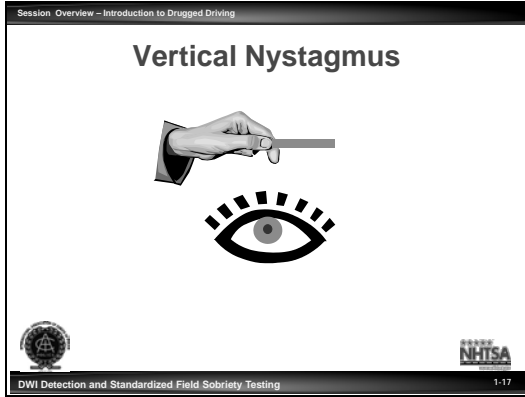 Session Overview – Introduction to Drugged Driving
Vertical Nystagmus
NHTSA
DWI Detection and Standardized Field Sobriety Testing
1-17